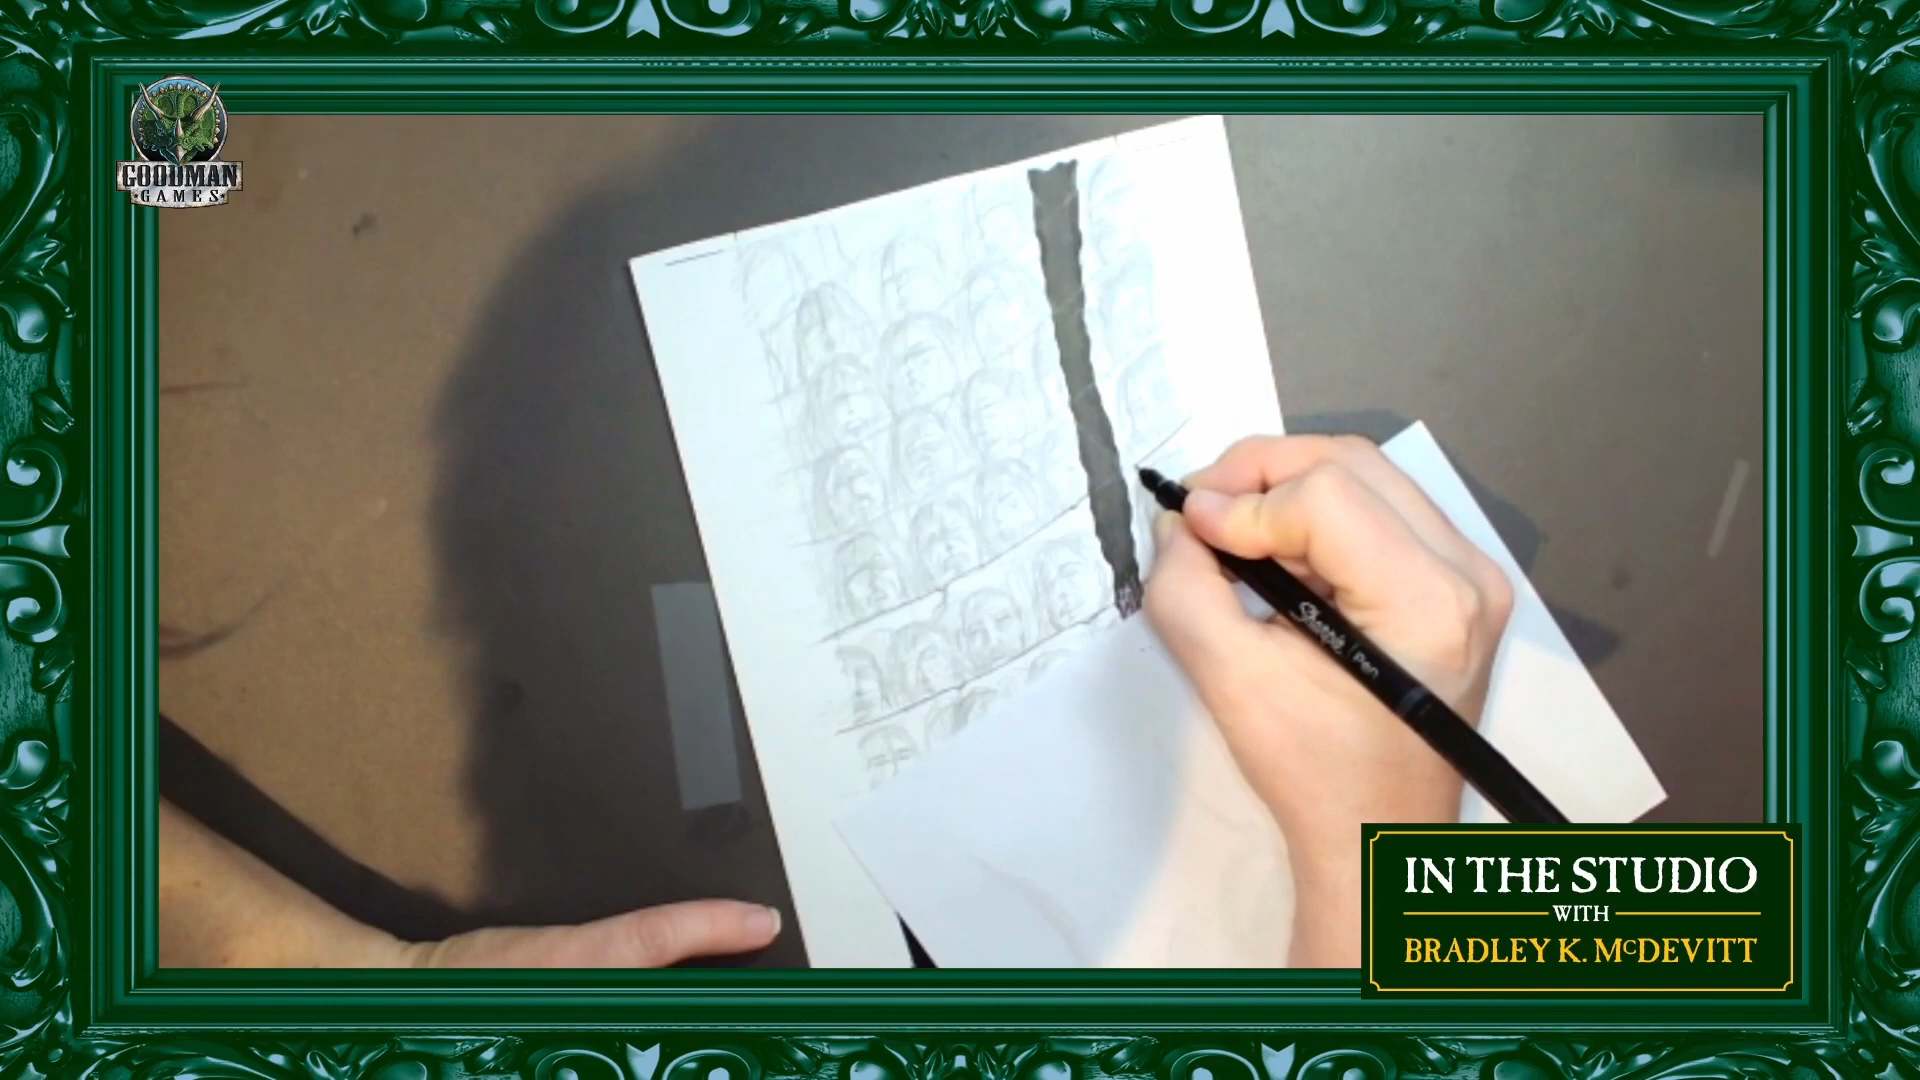 GOODMAN
GAMES
Sharpie Pen
IN THE STUDIO
WITH
BRADLEY K. McDEVITT